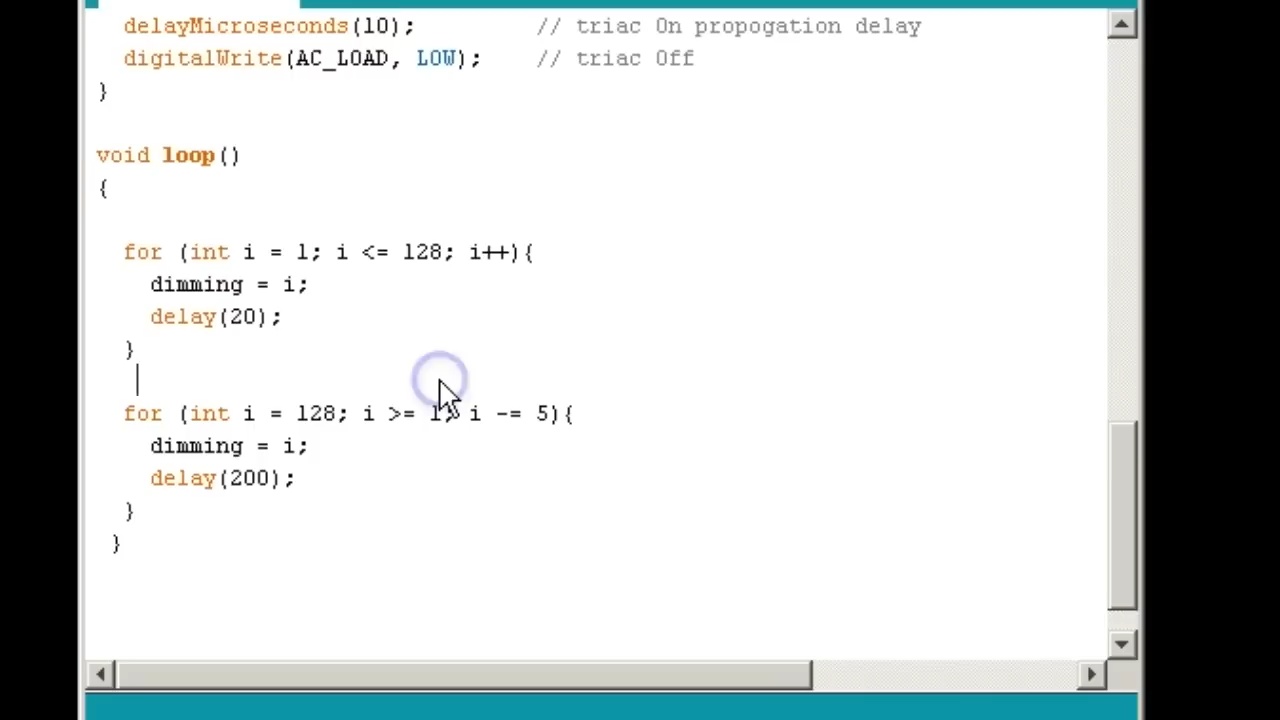 delayMicroseconds(10);         // triac On propogation delay
digitalWrite(AC_LOAD, LOW);    // triac Off
}
void loop()
{
for (int i = 1; i <= 128; i++){
dimming = i;
delay(20);
}
for (int i = 128; i >= 1; i -= 5){
dimming = i;
delay(200);
}
}